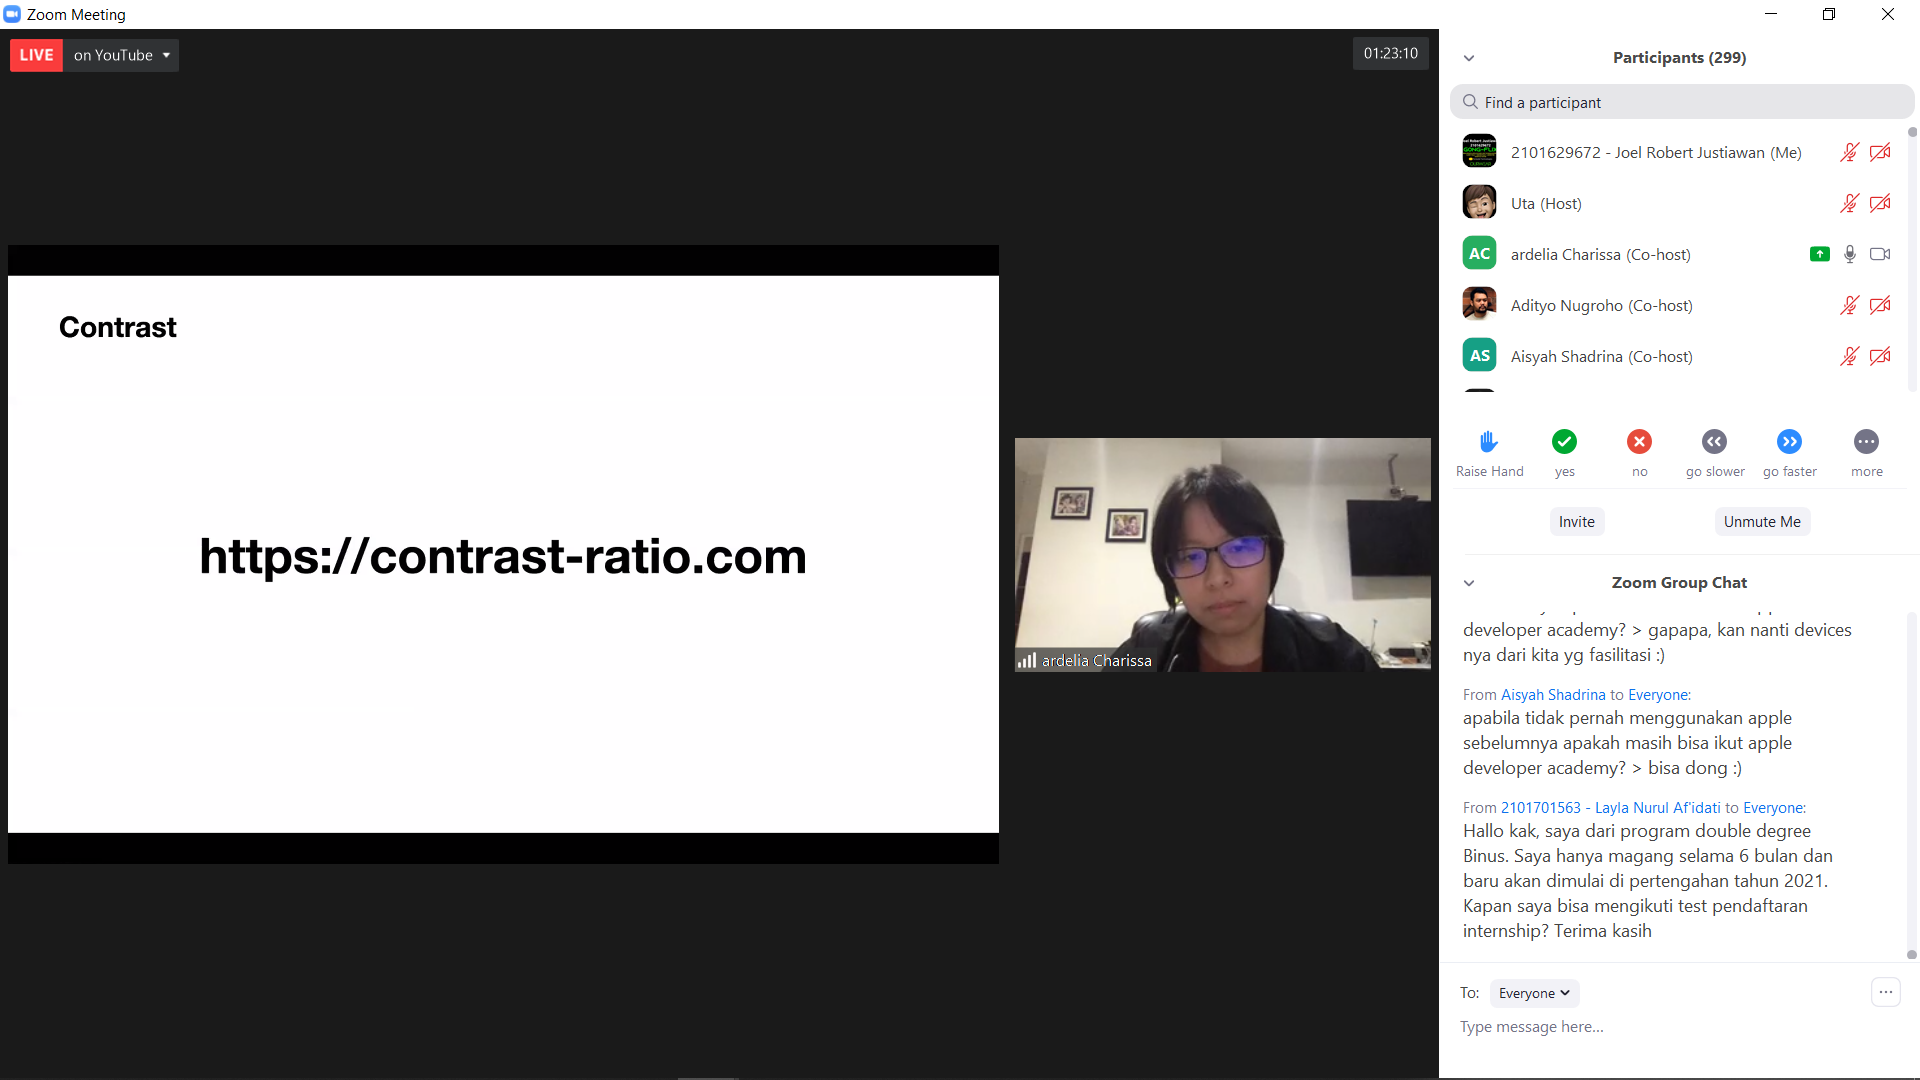 Zoom Meeting
LIVE on YouTube
01:23:10
Contrast
https://contrast-ratio.com
ardelia Charissa
Participants (299)
Find a participant
2101629672 - Joel Robert Justiawan (Me)
Uta (Host)
AC ardelia Charissa (Co-host)
Adityo Nugroho (Co-host)
AS Aisyah Shadrina (Co-host)
Raise Hand yes no go slower go faster more
Invite Unmute Me
Zoom Group Chat
developer academy? > gapapa, kan nanti devices
nya dari kita yg fasilitasi :)
From Aisyah Shadrina to Everyone:
apabila tidak pernah menggunakan apple
sebelumnya apakah masih bisa ikut apple
developer academy? > bisa dong :)
From 2101701563 - Layla Nurul Af'idati to Everyone:
Hallo kak, saya dari program double degree
Binus. Saya hanya magang selama 6 bulan dan
baru akan dimulai di pertengahan tahun 2021.
Kapan saya bisa mengikuti test pendaftaran
internship? Terima kasih
To: Everyone
Type message here...